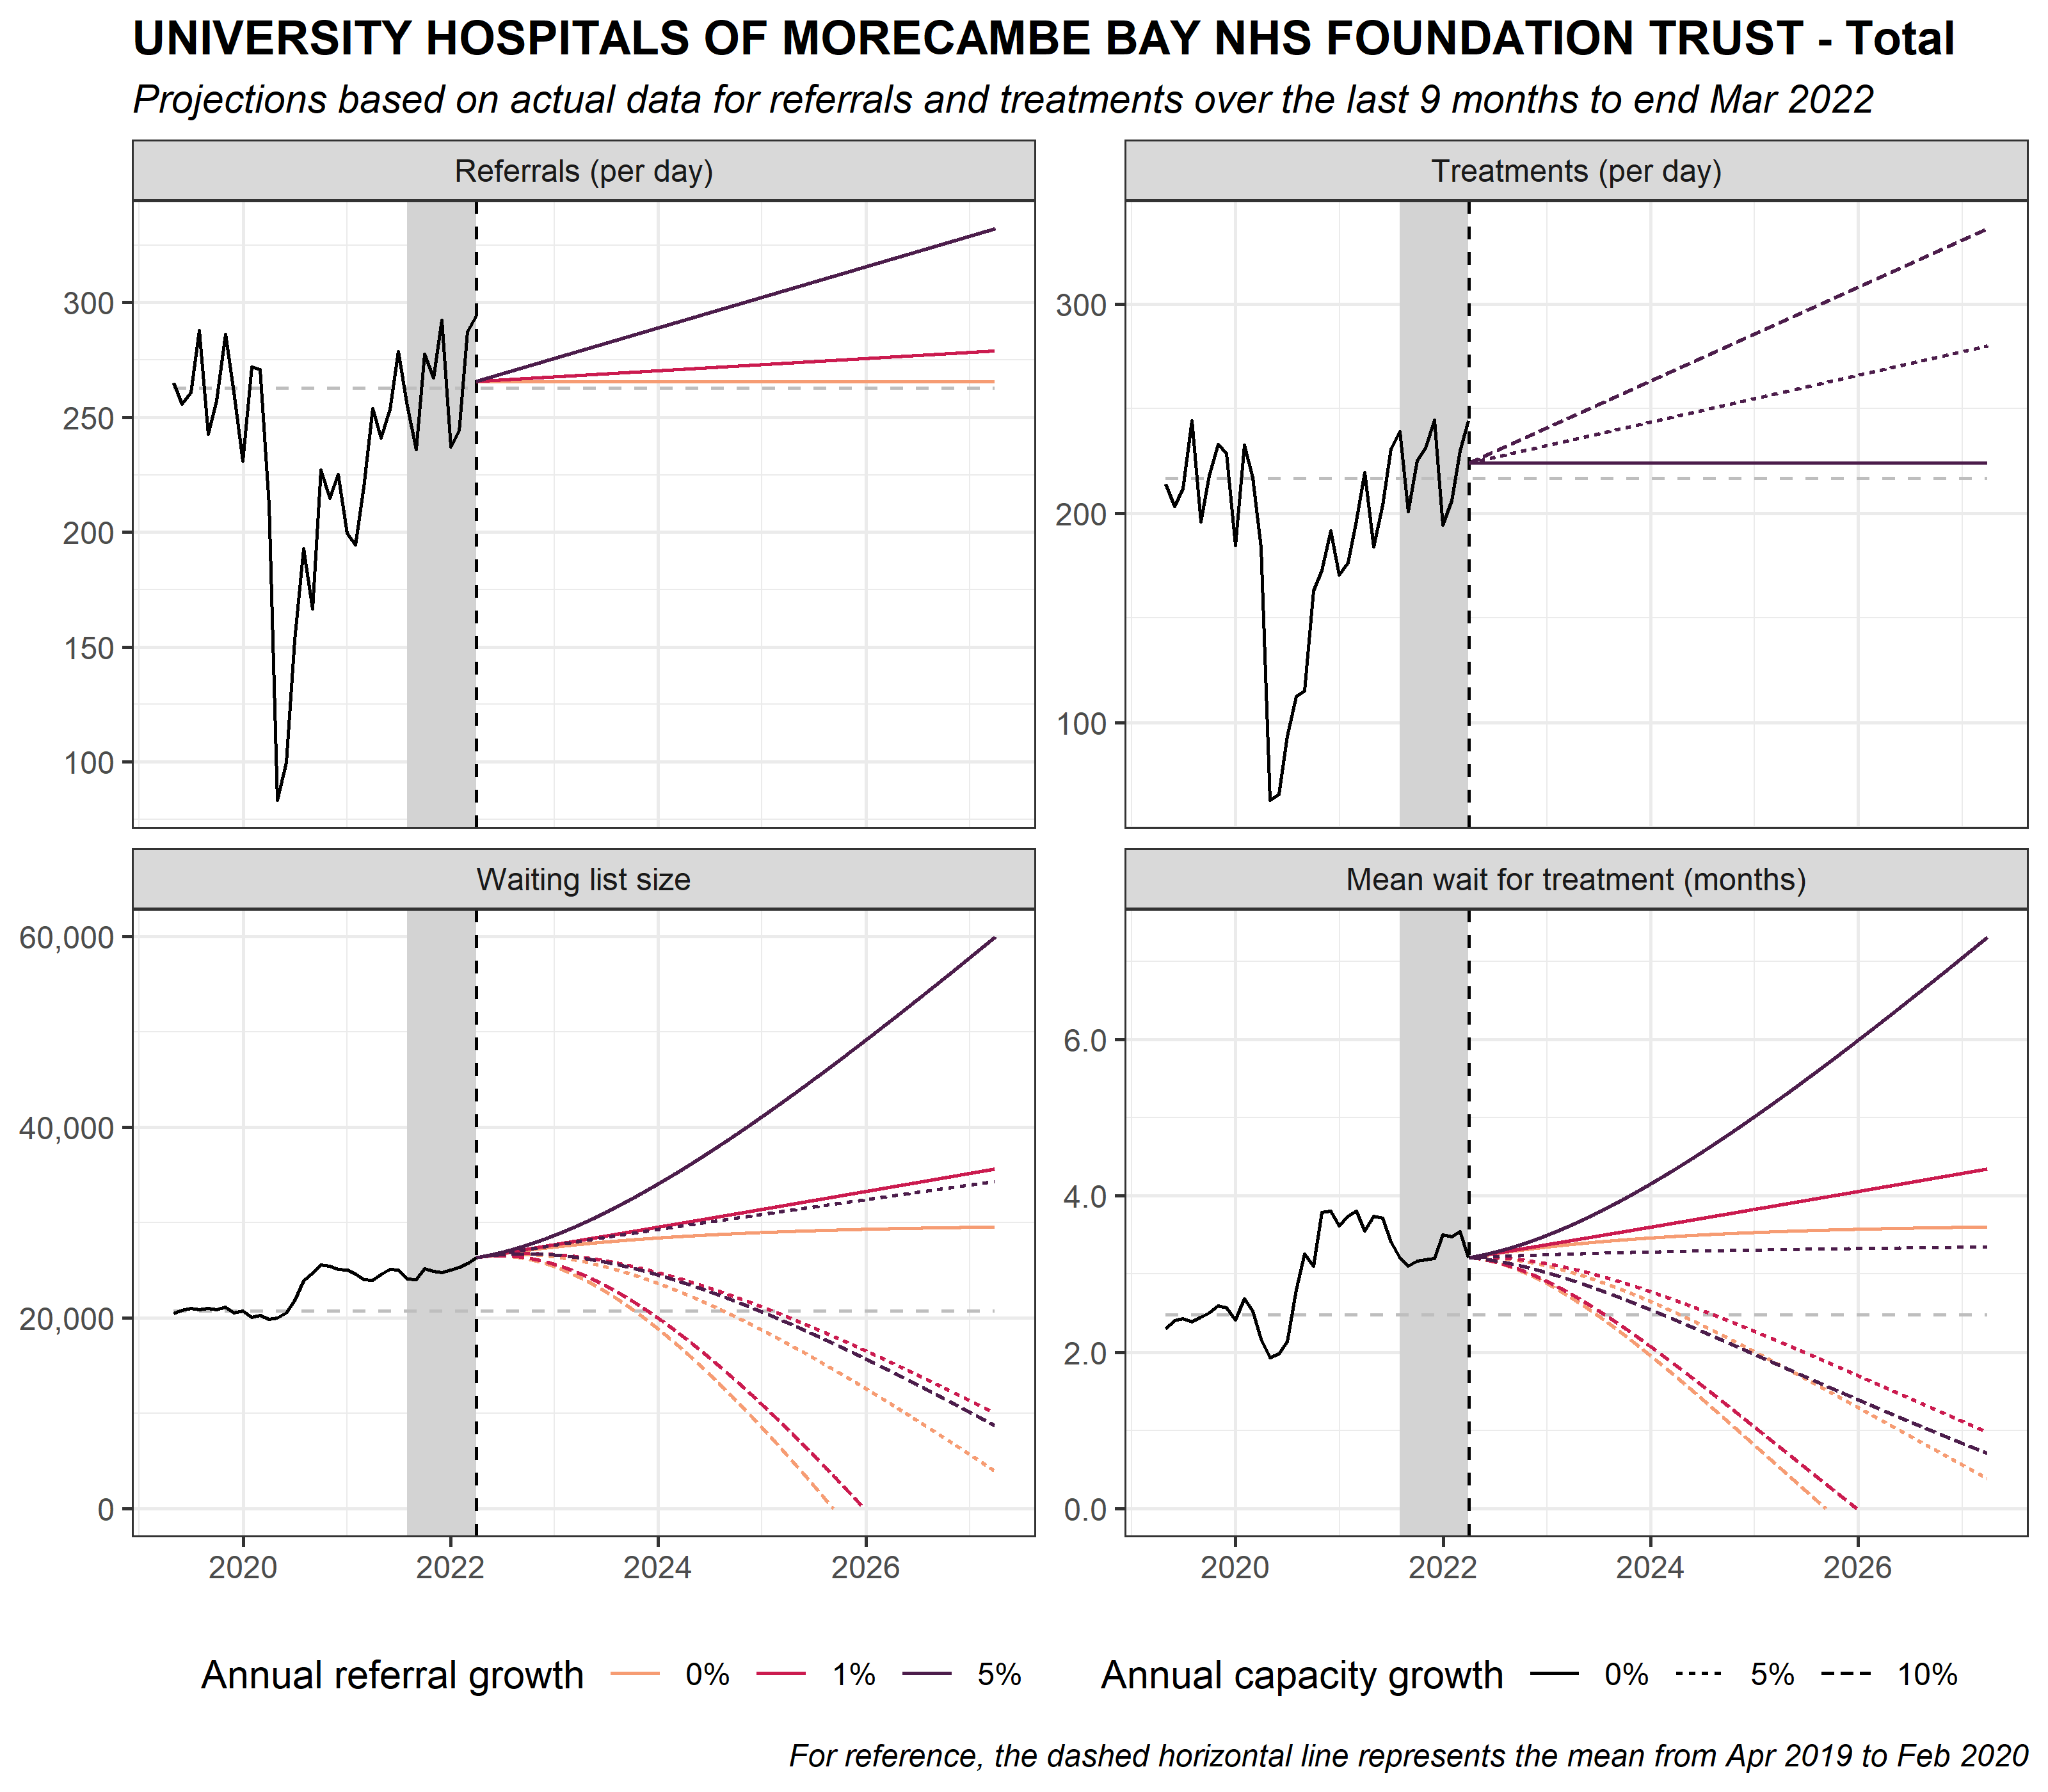 UNIVERSITY HOSPITALS OF MORECAMBE BAY NHS FOUNDATION TRUST - Total
Projections based on actual data for referrals and treatments over the last 9 months to end Mar 2022
Referrals (per day)
Treatments (per day)
300
250
200
150
100
300
200
100
Waiting list size
Mean wait for treatment (months)
60,000
40,000
20,000
0
6.0
4.0
2.0
0.0
2020 2022 2024 2026
2020 2022 2024 2026
Annual referral growth 0% 1% 5%
Annual capacity growth 0% 5% 10%
For reference, the dashed horizontal line represents the mean from Apr 2019 to Feb 2020